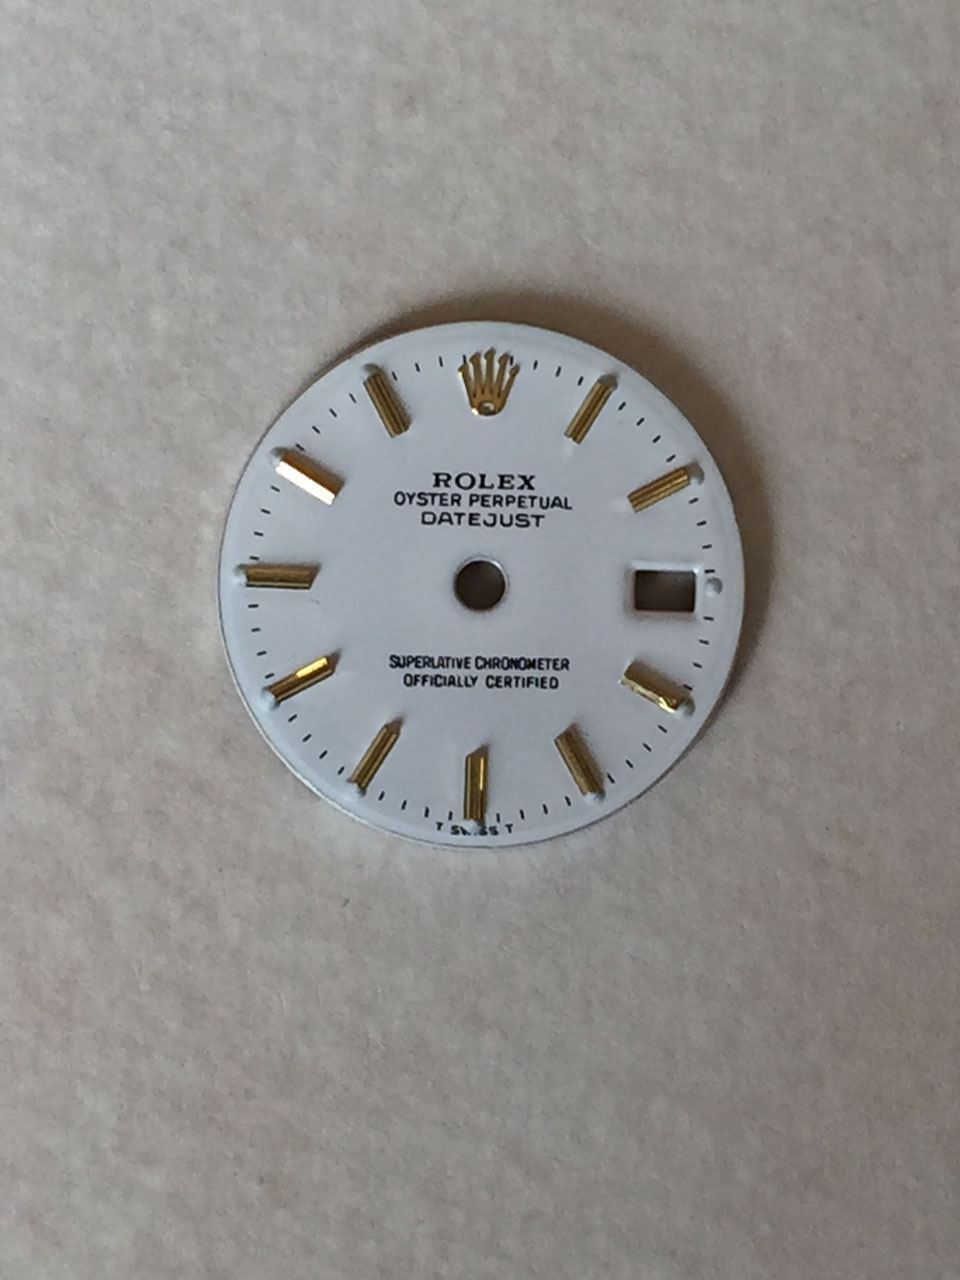 ROLEX
OYSTER PERPETUAL
DATEJUST
SUPERLATIVE CHRONOMETER
OFFICIALLY CERTIFIED
T SWISS T